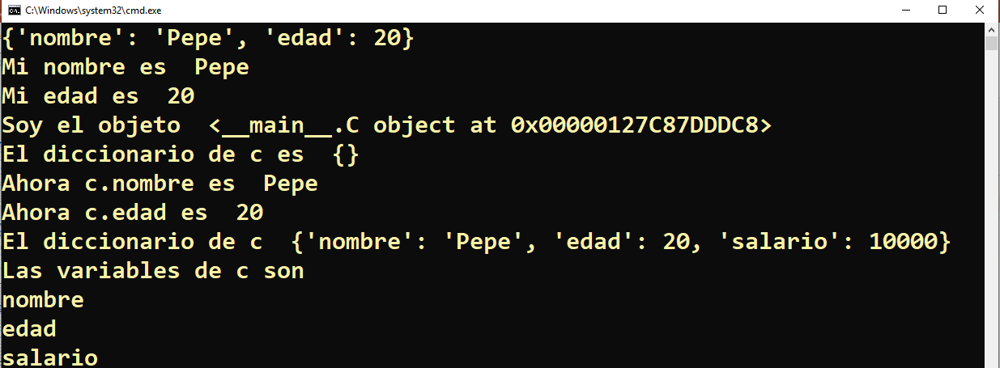 C:\Windows\system32\cmd.exe
{'nombre': 'Pepe', 'edad': 20}
Mi nombre es  Pepe
Mi edad es  20
Soy el objeto  <__main__.C object at 0x00000127C87DDDC8>
El diccionario de c es  {}
Ahora c.nombre es  Pepe
Ahora c.edad es  20
El diccionario de c  {'nombre': 'Pepe', 'edad': 20, 'salario': 10000}
Las variables de c son
nombre
edad
salario